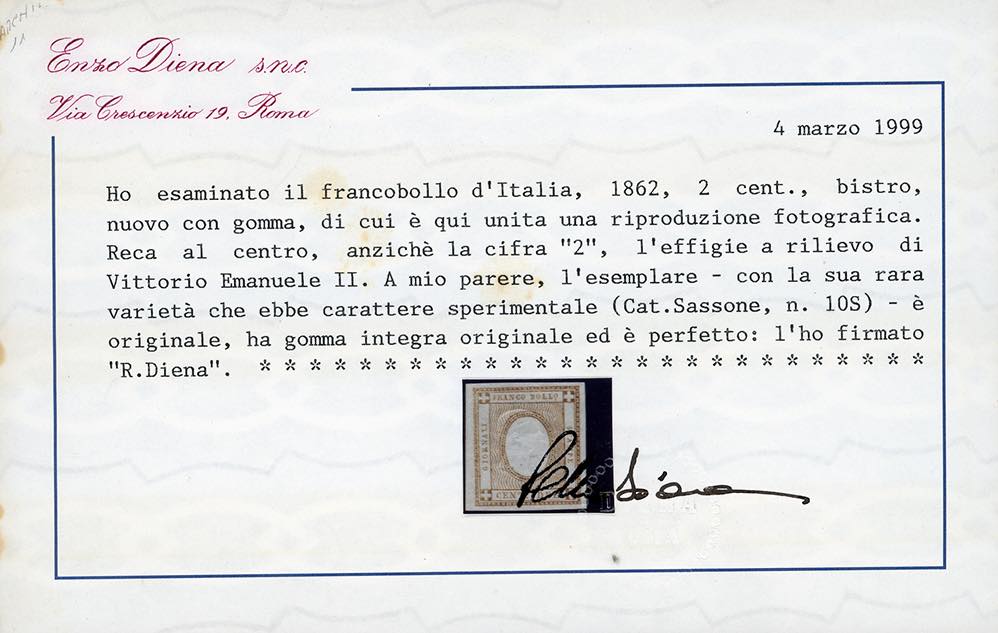 Enzo Diena s.n.c.
Via Crescenzio 19, Roma
4 marzo 1999
Ho esaminato il francobollo d'Italia, 1862, 2 cent., bistro,
nuovo con gomma, di cui è qui unita una riproduzione fotografica.
Reca al centro, anzichè la cifra "2", l'effigie a rilievo di
Vittorio Emanuele II. A mio parere, l'esemplare - con la sua rara
varietà che ebbe carattere sperimentale (Cat.Sassone, n. 10S) - è
originale, ha gomma integra originale ed è perfetto: l'ho firmato
"R.Diena". * * * * * * * * * * * * * * * * * * * * * * * * * * *
FRANCO BOLLO
GIORNALI